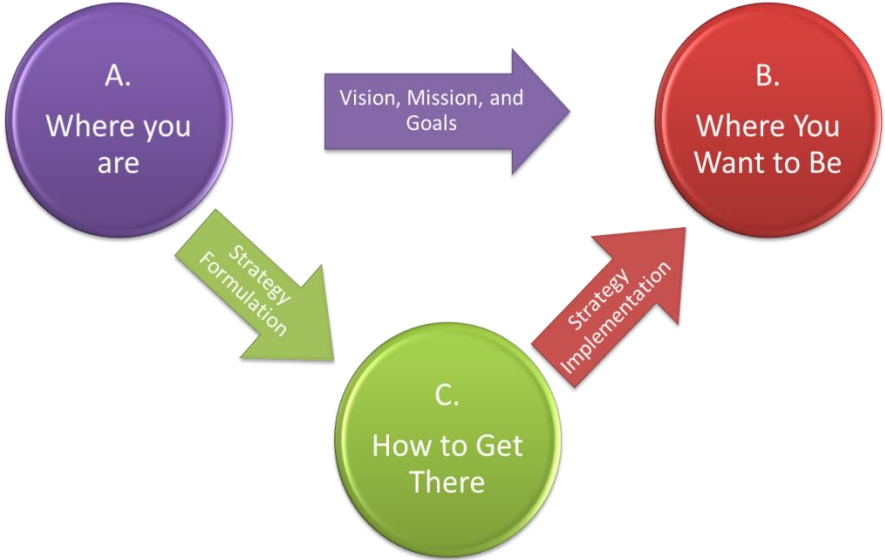 A.
Where you
are
Vision, Mission, and
Goals
B.
Where You
Want to Be
Strategy
Formulation
Strategy
Implementation
C.
How to Get
There